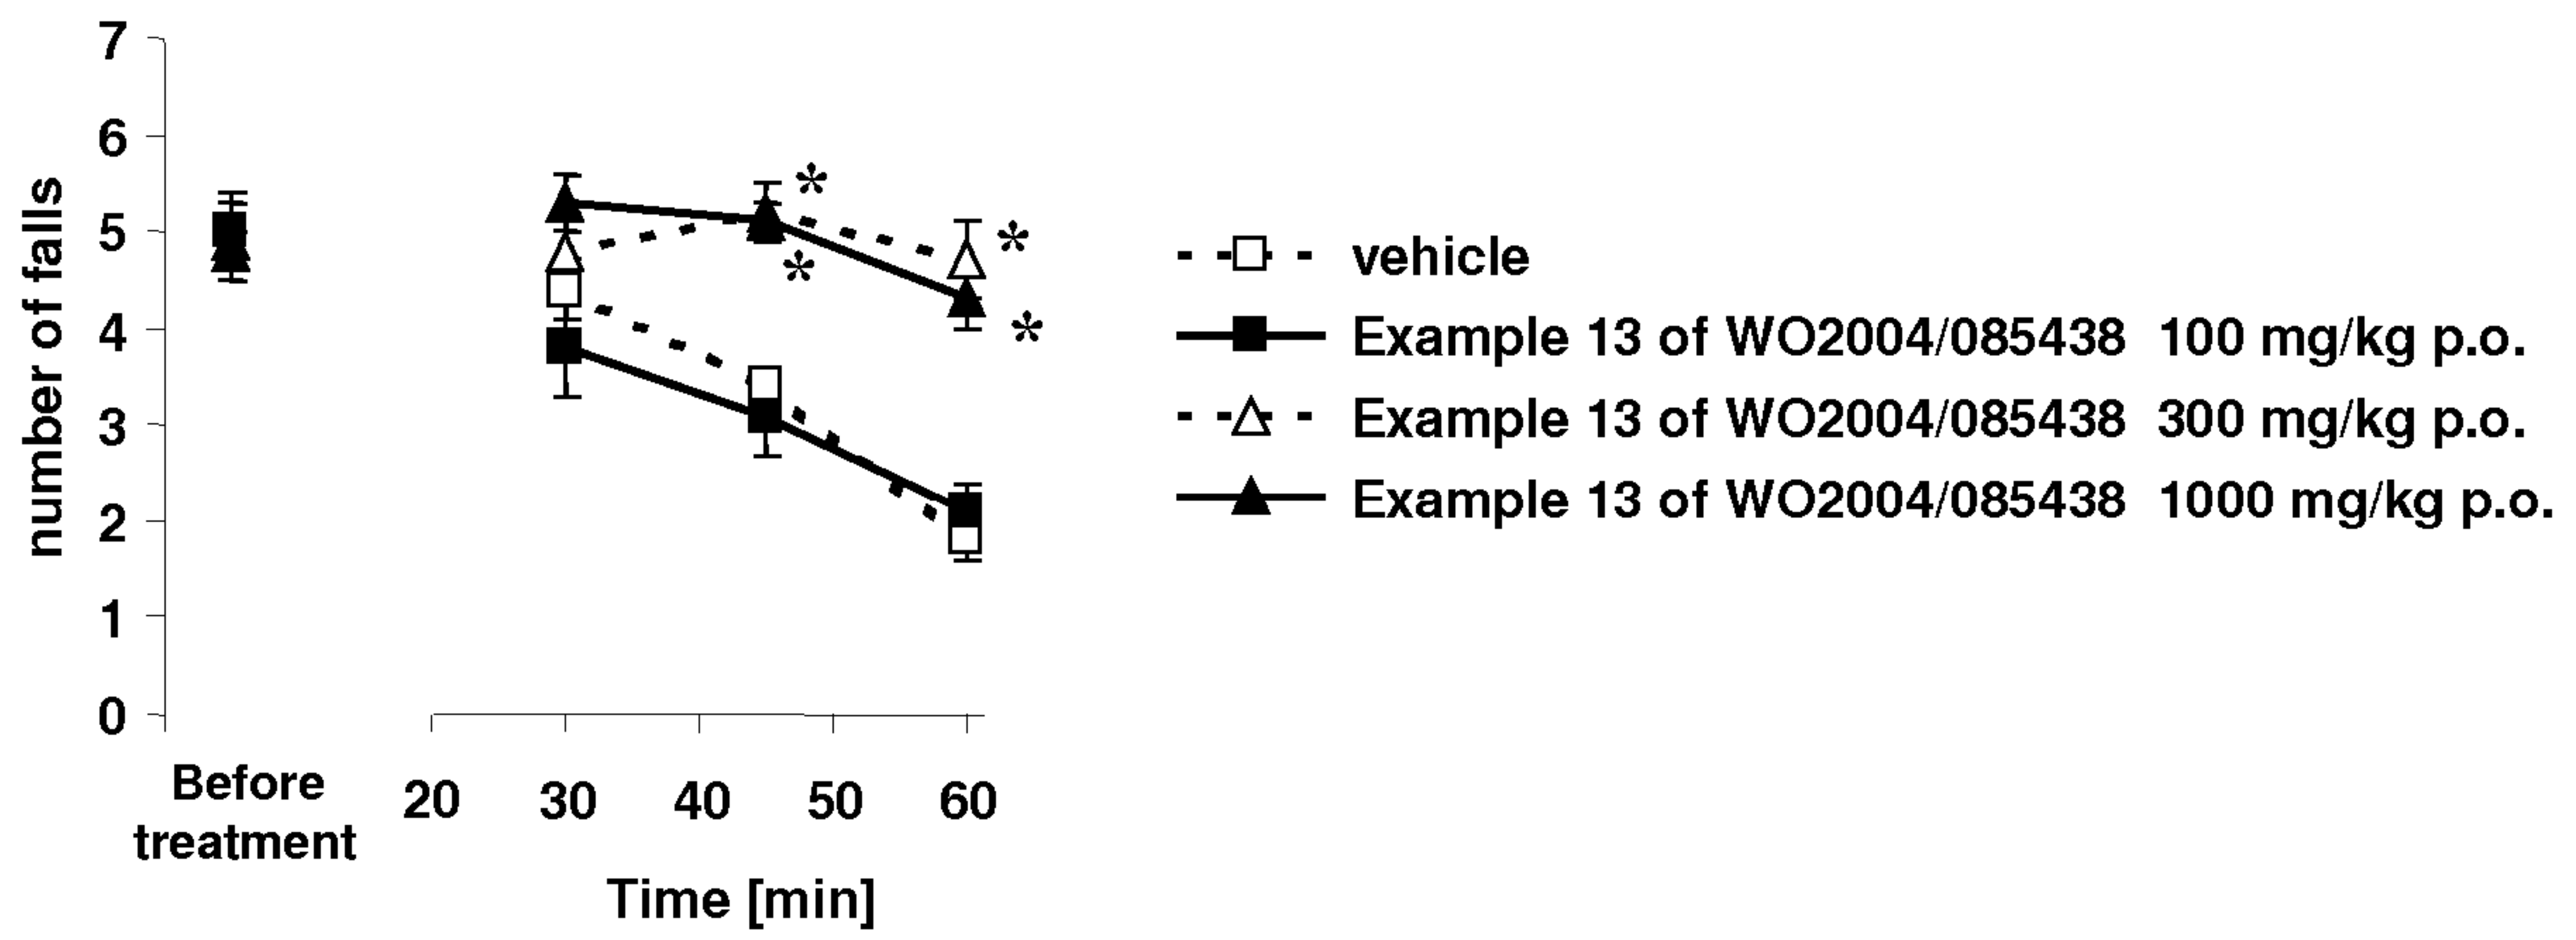 number of falls
7
6
5
4
3
2
1
0
*
*
*
*
Before
treatment
20 30 40 50 60
Time [min]
vehicle
Example 13 of WO2004/085438 100 mg/kg p.o.
Example 13 of WO2004/085438 300 mg/kg p.o.
Example 13 of WO2004/085438 1000 mg/kg p.o.